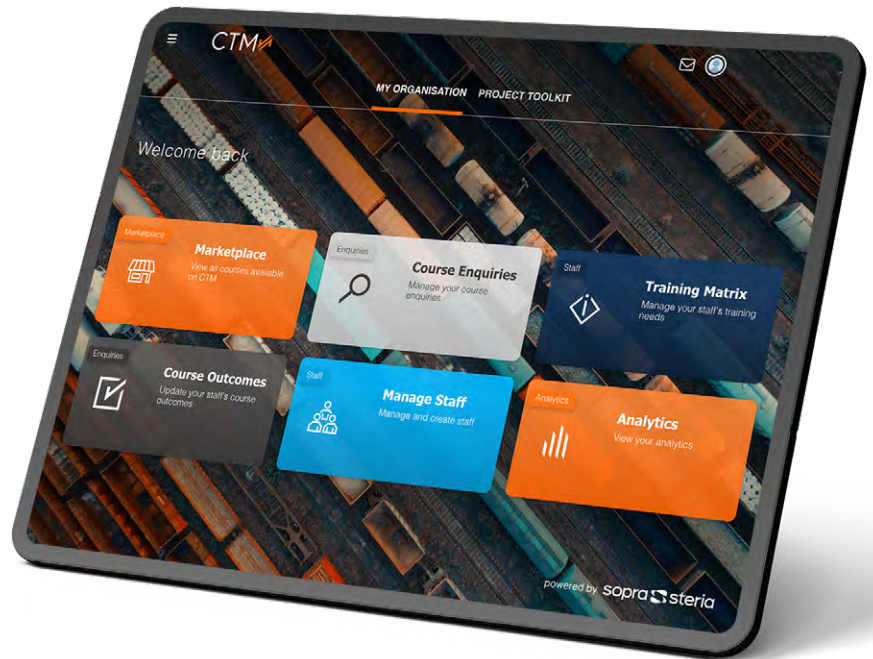 CTM
MY ORGANISATION PROJECT TOOLKIT
Welcome back
Marketplace
Marketplace
View all courses available
on CTM
Enquiries
Course Enquiries
Manage your course
enquiries
Staff
Training Matrix
Manage your staff's training
needs
Enquiries
Course Outcomes
Update your staff's course
outcomes
Staff
Manage Staff
Manage and create staff
Analytics
Analytics
View your analytics
powered by sopra steria